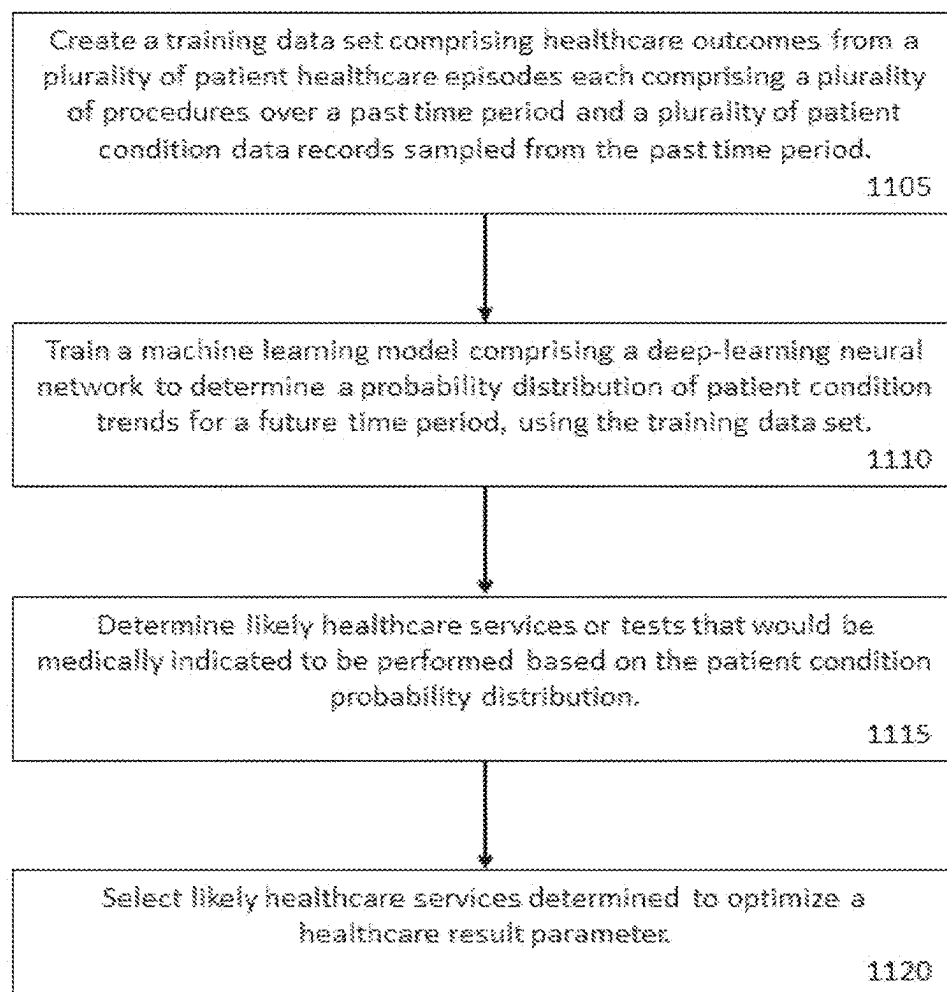 Create a training data set comprising healthcare outcomes from a
plurality of patient healthcare episodes each comprising a plurality
of procedures over a past time period and a plurality of patient
condition data records sampled from the past time period.
1105
Train a machine learning model comprising a deep-learning neural
network to determine a probability distribution of patient condition
trends for a future time period, using the training data set.
1110
Determine likely healthcare services or tests that would be
medically indicated to be performed based on the patient condition
probability distribution.
1115
Select likely healthcare services determined to optimize a
healthcare result parameter.
1120